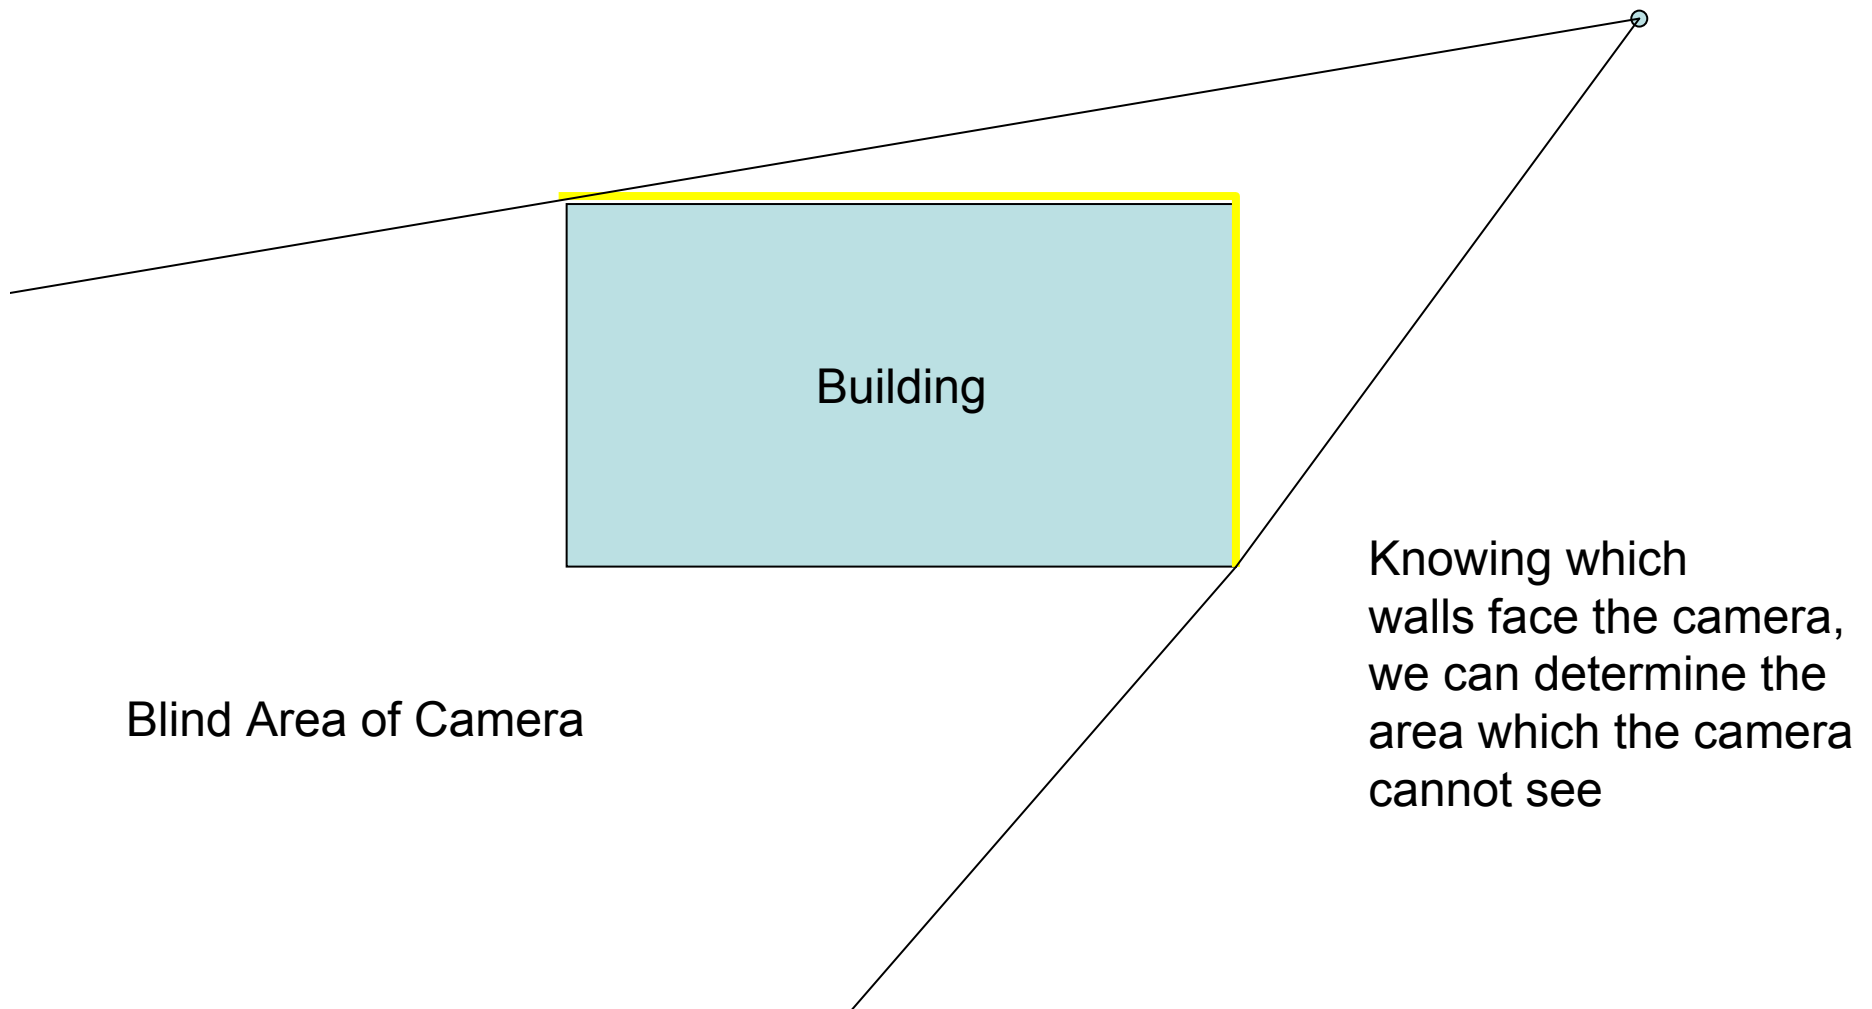 Building
Knowing which
walls face the camera,
we can determine the
area which the camera
cannot see
Blind Area of Camera